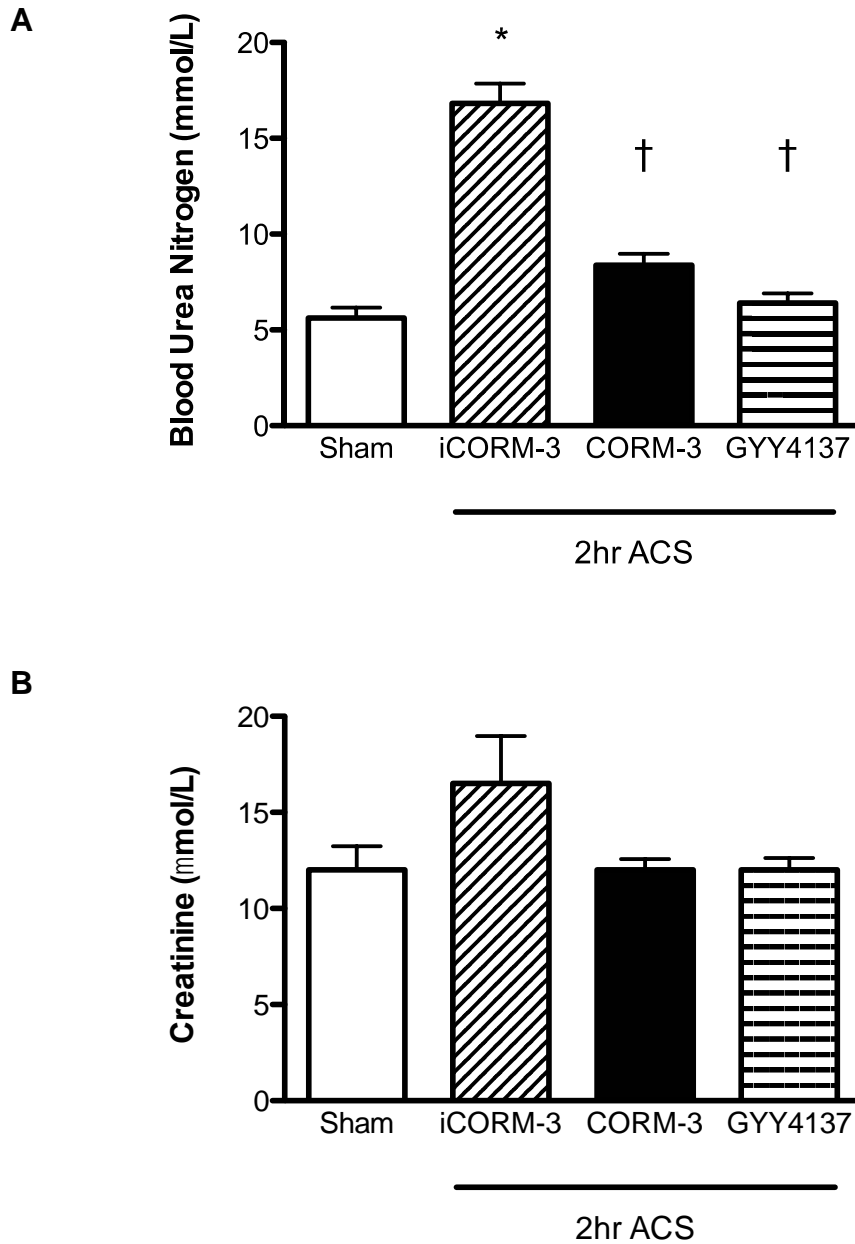 A
Blood Urea Nitrogen (mmol/L)
20
*
15
† †
10
5
0
Sham iCORM-3 CORM-3 GYY4137
2hr ACS
B
Creatinine (mmol/L)
20
15
10
5
0
Sham iCORM-3 CORM-3 GYY4137
2hr ACS